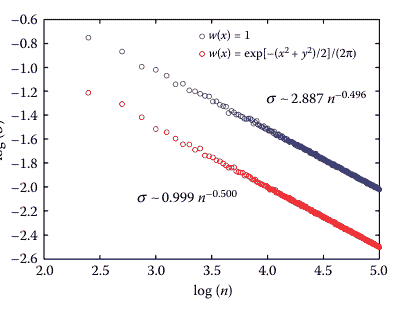 −0.6
w(x) = 1
−0.8
w(x) = exp[−(x² + y²)/2]/(2π)
−1.0
−1.2
σ ~ 2.887 n⁻⁰·⁴⁹⁶
−1.4
−1.6
−1.8
−2.0
σ ~ 0.999 n⁻⁰·⁵⁰⁰
−2.2
−2.4
−2.6
2.0 2.5 3.0 3.5 4.0 4.5 5.0
log (n)